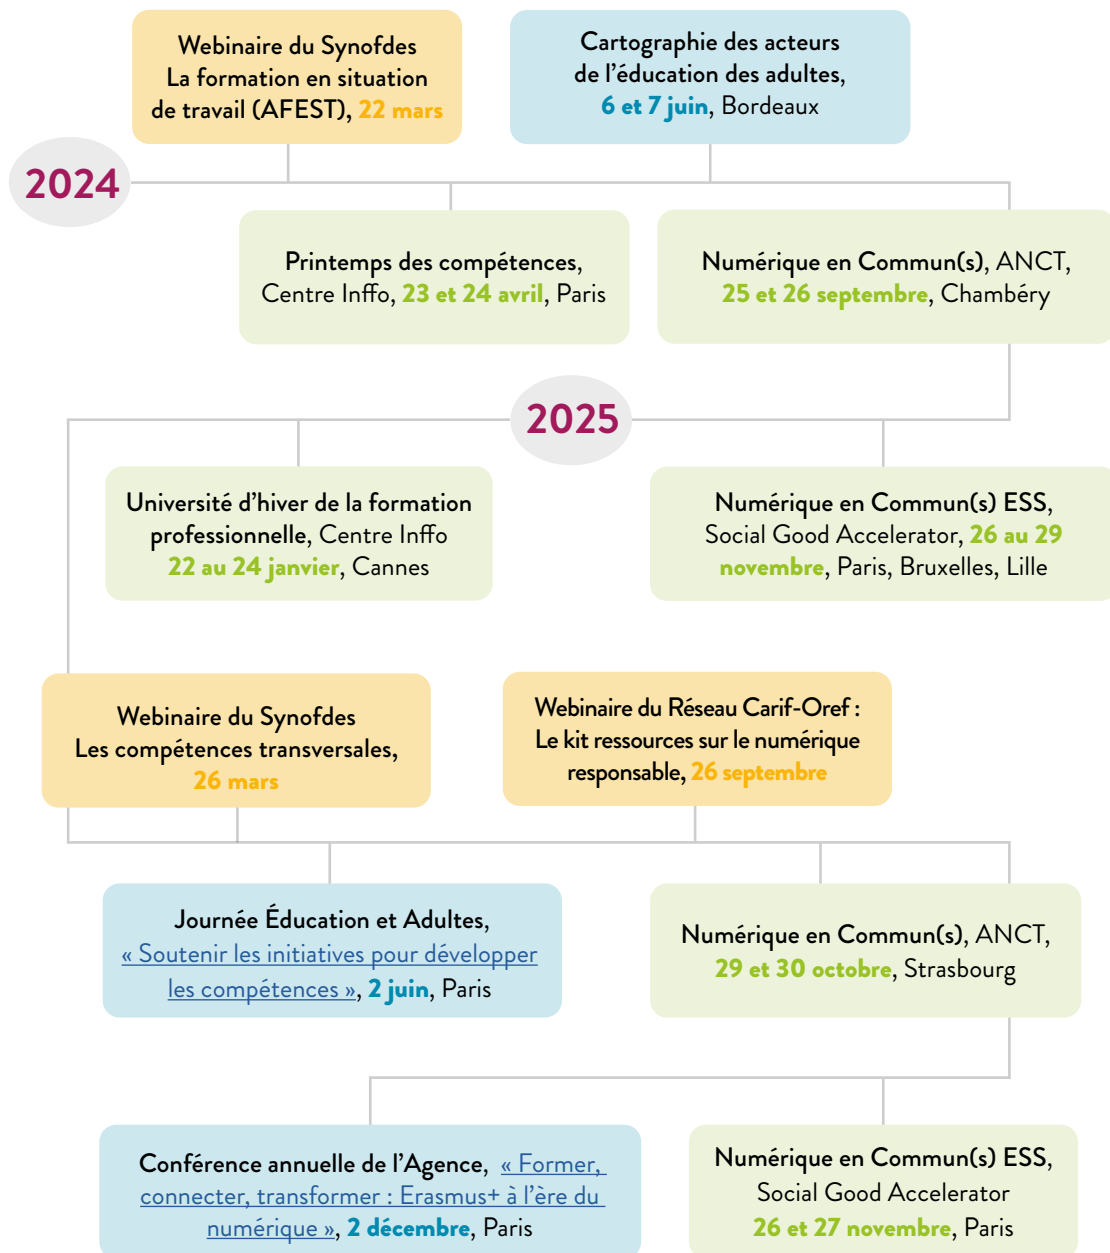 Webinaire du Synofdes
La formation en situation
de travail (AFEST), 22 mars
Cartographie des acteurs
de l’éducation des adultes,
6 et 7 juin, Bordeaux
2024
Printemps des compétences,
Centre Inffo, 23 et 24 avril, Paris
Numérique en Commun(s), ANCT,
25 et 26 septembre, Chambéry
2025
Université d’hiver de la formation
professionnelle, Centre Inffo
22 au 24 janvier, Cannes
Numérique en Commun(s) ESS,
Social Good Accelerator, 26 au 29
novembre, Paris, Bruxelles, Lille
Webinaire du Synofdes
Les compétences transversales,
26 mars
Webinaire du Réseau Carif-Oref :
Le kit ressources sur le numérique
responsable, 26 septembre
Journée Éducation et Adultes,
« Soutenir les initiatives pour développer
les compétences », 2 juin, Paris
Numérique en Commun(s), ANCT,
29 et 30 octobre, Strasbourg
Conférence annuelle de l’Agence, « Former,
connecter, transformer : Erasmus+ à l’ère du
numérique », 2 décembre, Paris
Numérique en Commun(s) ESS,
Social Good Accelerator
26 et 27 novembre, Paris